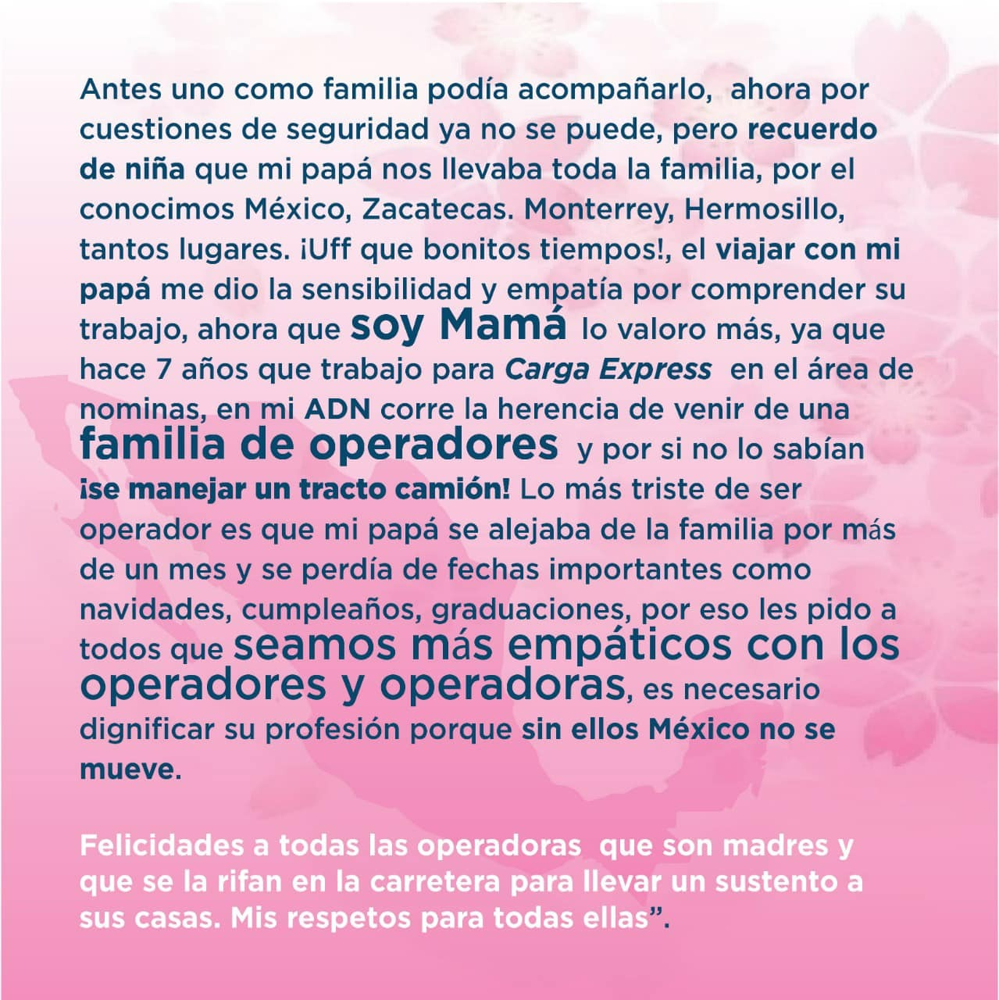 Antes uno como familia podía acompañarlo, ahora por
cuestiones de seguridad ya no se puede, pero recuerdo
de niña que mi papá nos llevaba toda la familia, por el
conocimos México, Zacatecas. Monterrey, Hermosillo,
tantos lugares. ¡Uff que bonitos tiempos!, el viajar con mi
papá me dio la sensibilidad y empatía por comprender su
trabajo, ahora que soy Mamá lo valoro más, ya que
hace 7 años que trabajo para Carga Express en el área de
nominas, en mi ADN corre la herencia de venir de una
familia de operadores y por si no lo sabían
¡se manejar un tracto camión! Lo más triste de ser
operador es que mi papá se alejaba de la familia por más
de un mes y se perdía de fechas importantes como
navidades, cumpleaños, graduaciones, por eso les pido a
todos que seamos más empáticos con los
operadores y operadoras, es necesario
dignificar su profesión porque sin ellos México no se
mueve.
Felicidades a todas las operadoras que son madres y
que se la rifan en la carretera para llevar un sustento a
sus casas. Mis respetos para todas ellas”.